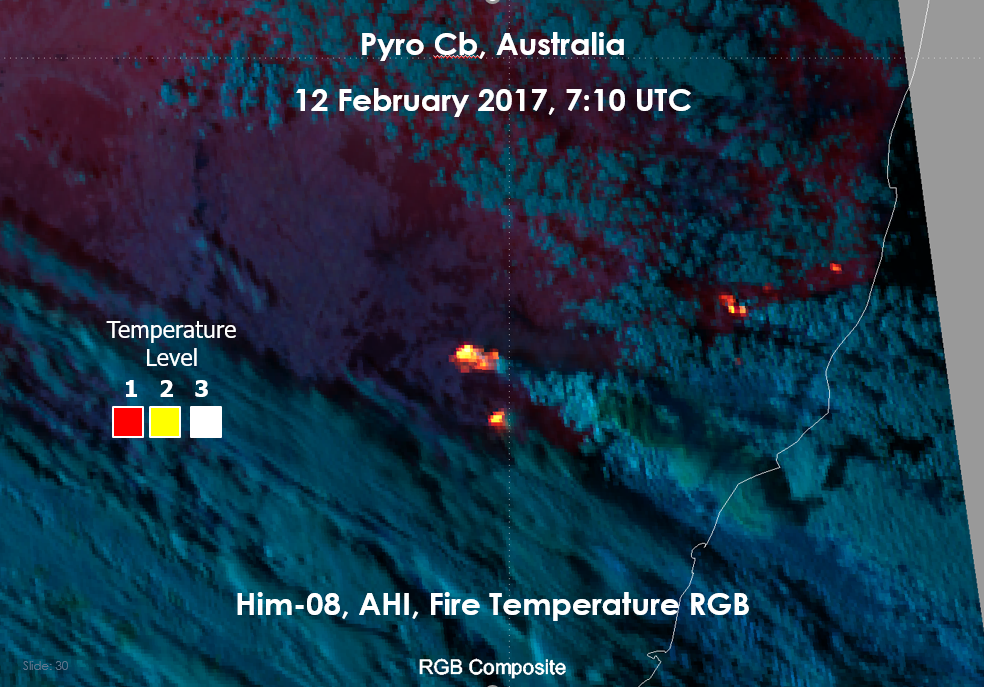 Pyro Cb, Australia
12 February 2017, 7:10 UTC
Temperature
Level
1 2 3
Him-08, AHI, Fire Temperature RGB
Slide: 30
RGB Composite